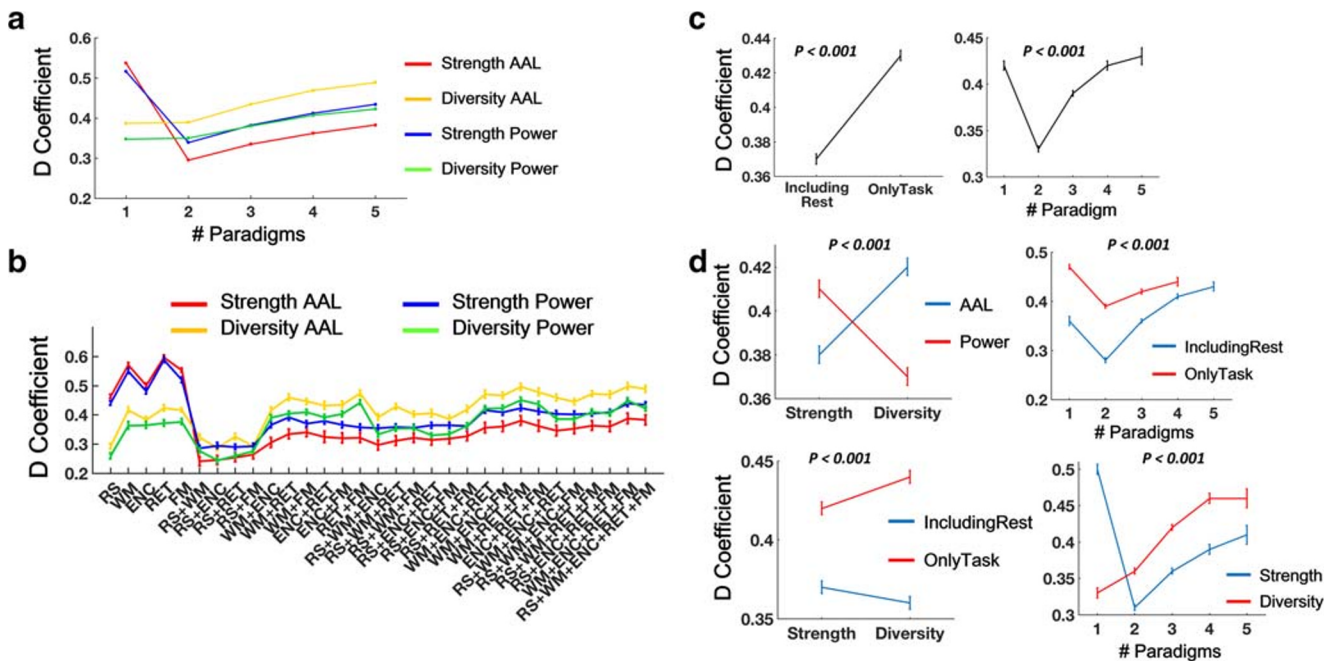 a
0.6
0.5
0.4
0.3
0.2
D Coefficient
1 2 3 4 5
# Paradigms
Strength AAL
Diversity AAL
Strength Power
Diversity Power
b
Strength AAL
Diversity AAL
Strength Power
Diversity Power
0.6
0.5
0.4
0.3
0.2
D Coefficient
RS
WM
ENC
RET
FM
RS+WM
RS+ENC
RS+RET
RS+FM
WM+ENC
WM+RET
WM+FM
ENC+RET
ENC+FM
RET+FM
RS+WM+ENC
RS+WM+RET
RS+WM+FM
RS+ENC+RET
RS+ENC+FM
RS+RET+FM
WM+ENC+RET
WM+ENC+FM
WM+RET+FM
ENC+RET+FM
RS+WM+ENC+RET
RS+WM+ENC+FM
RS+WM+RET+FM
RS+ENC+RET+FM
WM+ENC+RET+FM
RS+WM+ENC+RET+FM
c
0.44
0.42
0.4
0.38
0.36
D Coefficient
P < 0.001
Including
Rest
OnlyTask
0.45
0.4
0.35
0.3
P < 0.001
1 2 3 4 5
# Paradigm
d
0.42
0.4
0.38
0.36
D Coefficient
P < 0.001
AAL
Power
Strength Diversity
0.5
0.4
0.3
0.2
P < 0.001
IncludingRest
OnlyTask
1 2 3 4 5
# Paradigms
0.45
0.4
0.35
D Coefficient
P < 0.001
IncludingRest
OnlyTask
Strength Diversity
0.5
0.45
0.4
0.35
0.3
P < 0.001
Strength
Diversity
1 2 3 4 5
# Paradigms